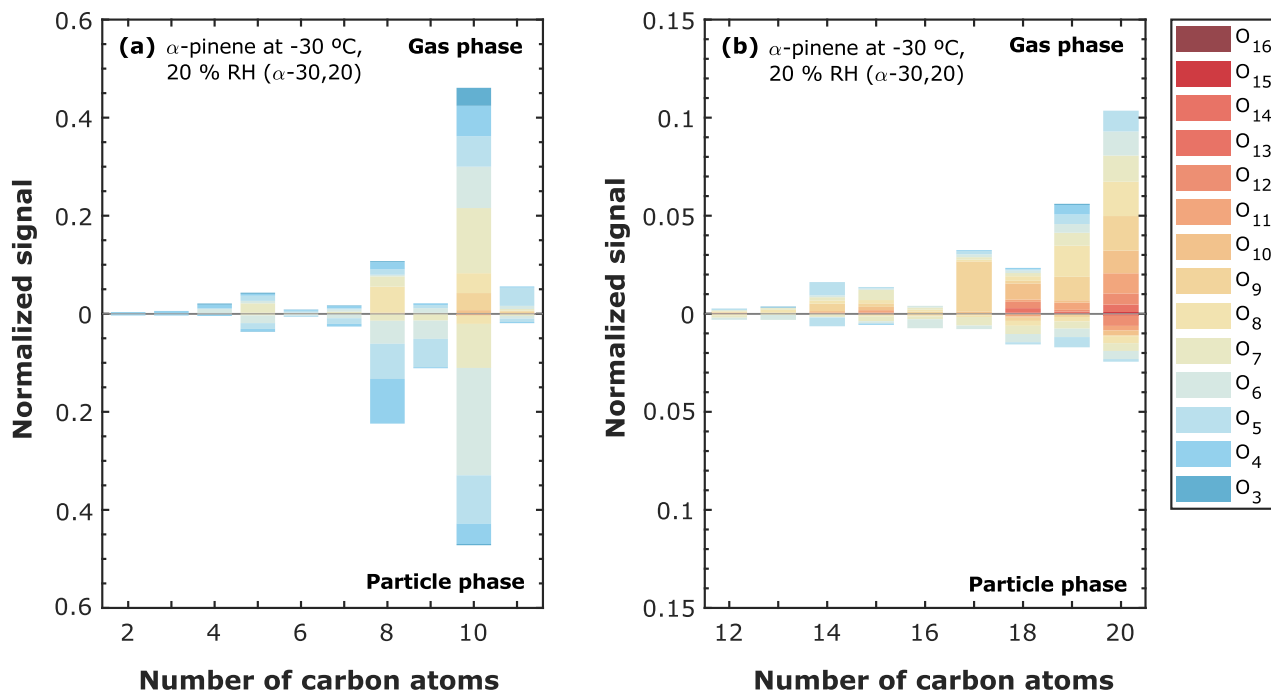 (a) α-pinene at -30 ºC,
20 % RH (α-30,20)
Gas phase
Particle phase
Normalized signal
0.6
0.4
0.2
0
0.2
0.4
0.6
2 4 6 8 10
Number of carbon atoms
(b) α-pinene at -30 ºC,
20 % RH (α-30,20)
Gas phase
Particle phase
Normalized signal
0.15
0.1
0.05
0
0.05
0.1
0.15
12 14 16 18 20
Number of carbon atoms
O16
O15
O14
O13
O12
O11
O10
O9
O8
O7
O6
O5
O4
O3